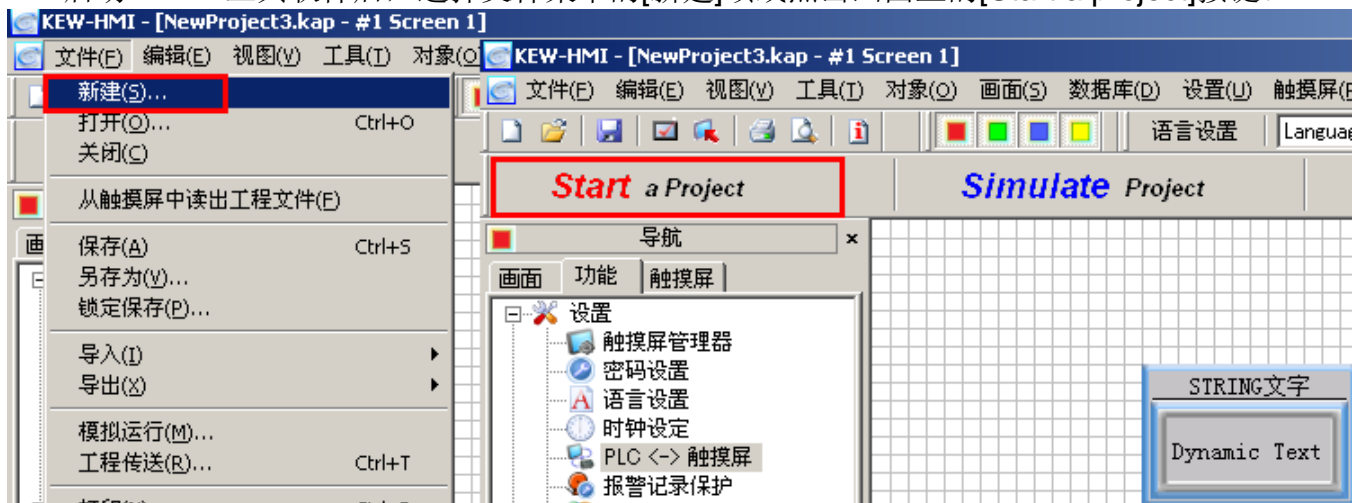 KEW-HMI - [NewProject3.kap - #1 Screen 1]
文件(F) 编辑(E) 视图(V) 工具(T) 对象(O
新建(S)...
打开(O)... Ctrl+O
关闭(C)
从触摸屏中读出工程文件(F)
保存(A) Ctrl+S
另存为(V)...
锁定保存(P)...
导入(I)
导出(X)
模拟运行(M)...
工程传送(R)... Ctrl+T
KEW-HMI - [NewProject3.kap - #1 Screen 1]
文件(F) 编辑(E) 视图(V) 工具(T) 对象(O) 画面(S) 数据库(D) 设置(U) 触摸屏(
语言设置 Languag
Start a Project Simulate Project
导航
画面 功能 触摸屏
设置
触摸屏管理器
密码设置
语言设置
时钟设定
PLC <-> 触摸屏
报警记录保护
STRING文字
Dynamic Text